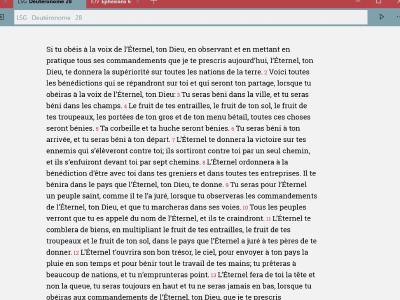 LSG Deutéronome 28
KJV Ephesians 6
LSG Deutéronome 28
Si tu obéis à la voix de l'Éternel, ton Dieu, en observant et en mettant en
pratique tous ses commandements que je te prescris aujourd'hui, l'Éternel, ton
Dieu, te donnera la supériorité sur toutes les nations de la terre. 2 Voici toutes
les bénédictions qui se répandront sur toi et qui seront ton partage, lorsque tu
obéiras à la voix de l'Éternel, ton Dieu: 3 Tu seras béni dans la ville, et tu seras
béni dans les champs. 4 Le fruit de tes entrailles, le fruit de ton sol, le fruit de
tes troupeaux, les portées de ton gros et de ton menu bétail, toutes ces choses
seront bénies. 5 Ta corbeille et ta huche seront bénies. 6 Tu seras béni à ton
arrivée, et tu seras béni à ton départ. 7 L'Éternel te donnera la victoire sur tes
ennemis qui s'élèveront contre toi; ils sortiront contre toi par un seul chemin,
et ils s'enfuiront devant toi par sept chemins. 8 L'Éternel ordonnera à la
bénédiction d'être avec toi dans tes greniers et dans toutes tes entreprises. Il te
bénira dans le pays que l'Éternel, ton Dieu, te donne. 9 Tu seras pour l'Éternel
un peuple saint, comme il te l'a juré, lorsque tu observeras les commandements
de l'Éternel, ton Dieu, et que tu marcheras dans ses voies. 10 Tous les peuples
verront que tu es appelé du nom de l'Éternel, et ils te craindront. 11 L'Éternel te
comblera de biens, en multipliant le fruit de tes entrailles, le fruit de tes
troupeaux et le fruit de ton sol, dans le pays que l'Éternel a juré à tes pères de te
donner. 12 L'Éternel t'ouvrira son bon trésor, le ciel, pour envoyer à ton pays la
pluie en son temps et pour bénir tout le travail de tes mains; tu prêteras à
beaucoup de nations, et tu n'emprunteras point. 13 L'Éternel fera de toi la tête et
non la queue, tu seras toujours en haut et tu ne seras jamais en bas, lorsque tu
obéiras aux commandements de l'Éternel, ton Dieu, que je te prescris